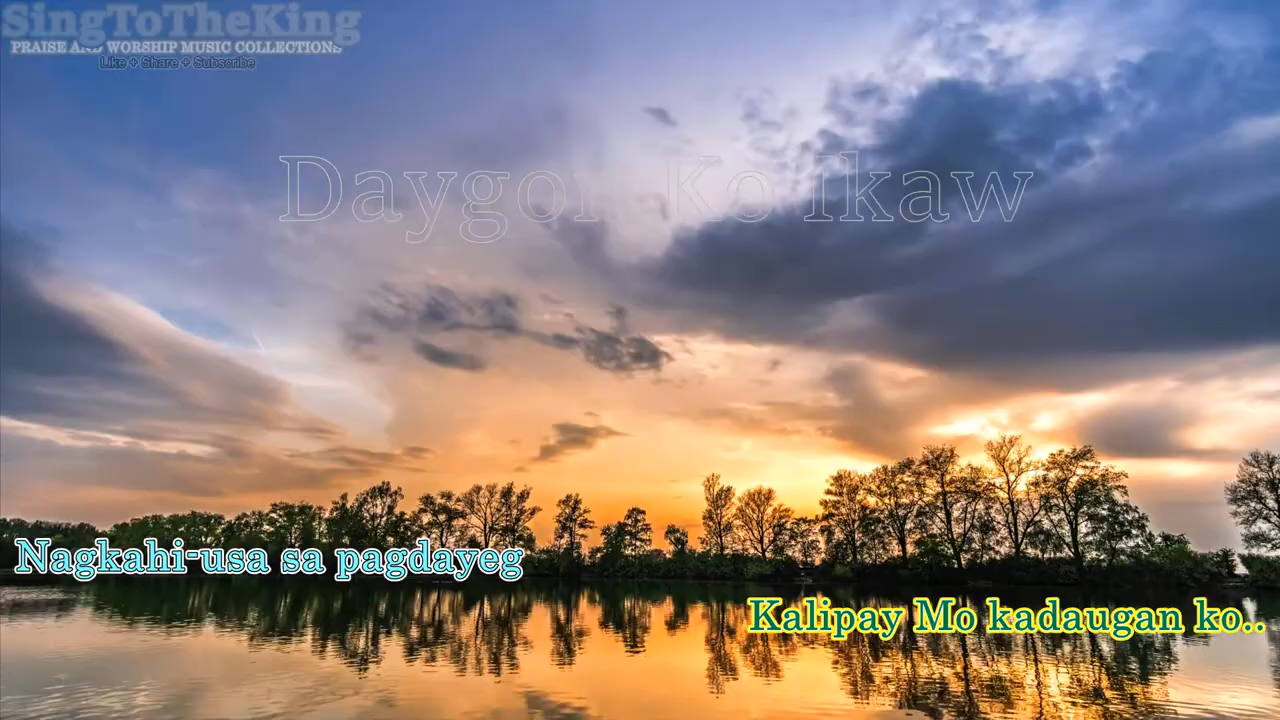 SingToTheKing
PRAISE AND WORSHIP MUSIC COLLECTIONS
Like + Share + Subscribe
Daygon Ko Ikaw
Nagkahi-usa sa pagdayeg
Kalipay Mo kadaugan ko..